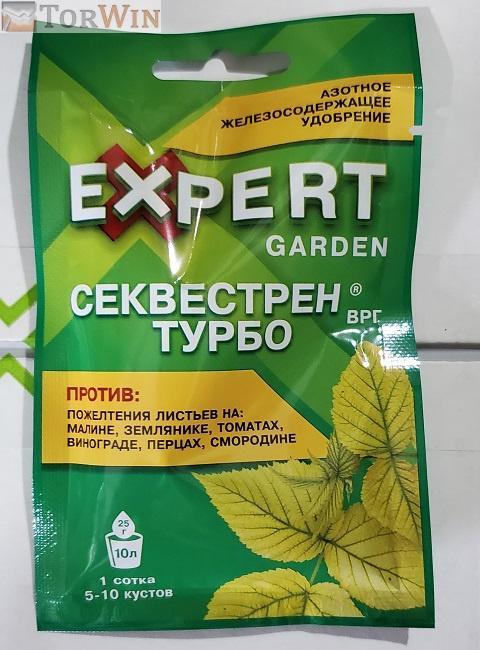 TorWin
АЗОТНОЕ
ЖЕЛЕЗОСОДЕРЖАЩЕЕ
УДОБРЕНИЕ
EXPERT
GARDEN
СЕКВЕСТРЕН ®
ТУРБО ВРГ
ПРОТИВ:
ПОЖЕЛТЕНИЯ ЛИСТЬЕВ НА:
МАЛИНЕ, ЗЕМЛЯНИКЕ, ТОМАТАХ,
ВИНОГРАДЕ, ПЕРЦАХ, СМОРОДИНЕ
25
г
10л
1 сотка
5-10 кустов